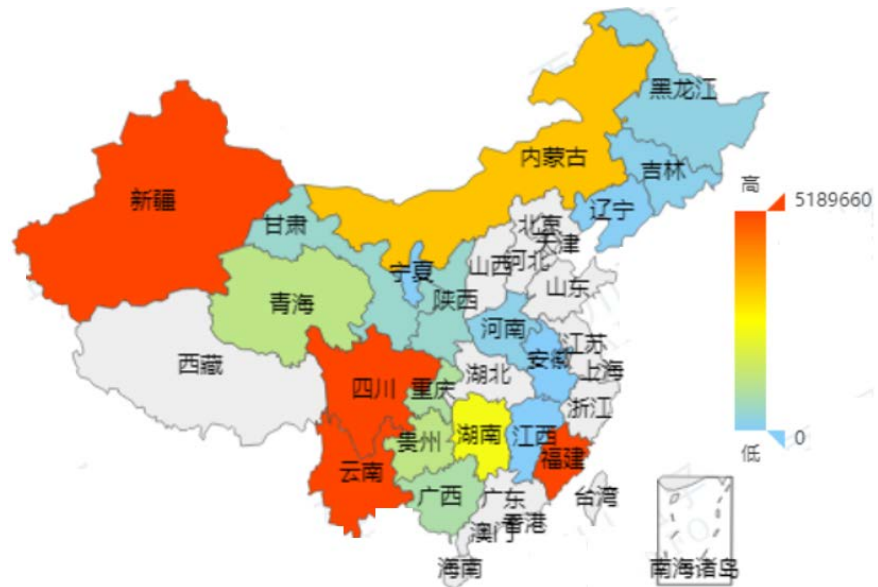 黑龙江
内蒙古
吉林
高
5189660
新疆
辽宁
甘肃
北京
天津
宁夏
山西
河北
青海
陕西
山东
河南
江苏
西藏
安徽
四川
重庆
湖北
上海
浙江
贵州
湖南
江西
0
低
云南
福建
广西
广东
台湾
香港
澳门
海南
南海诸岛